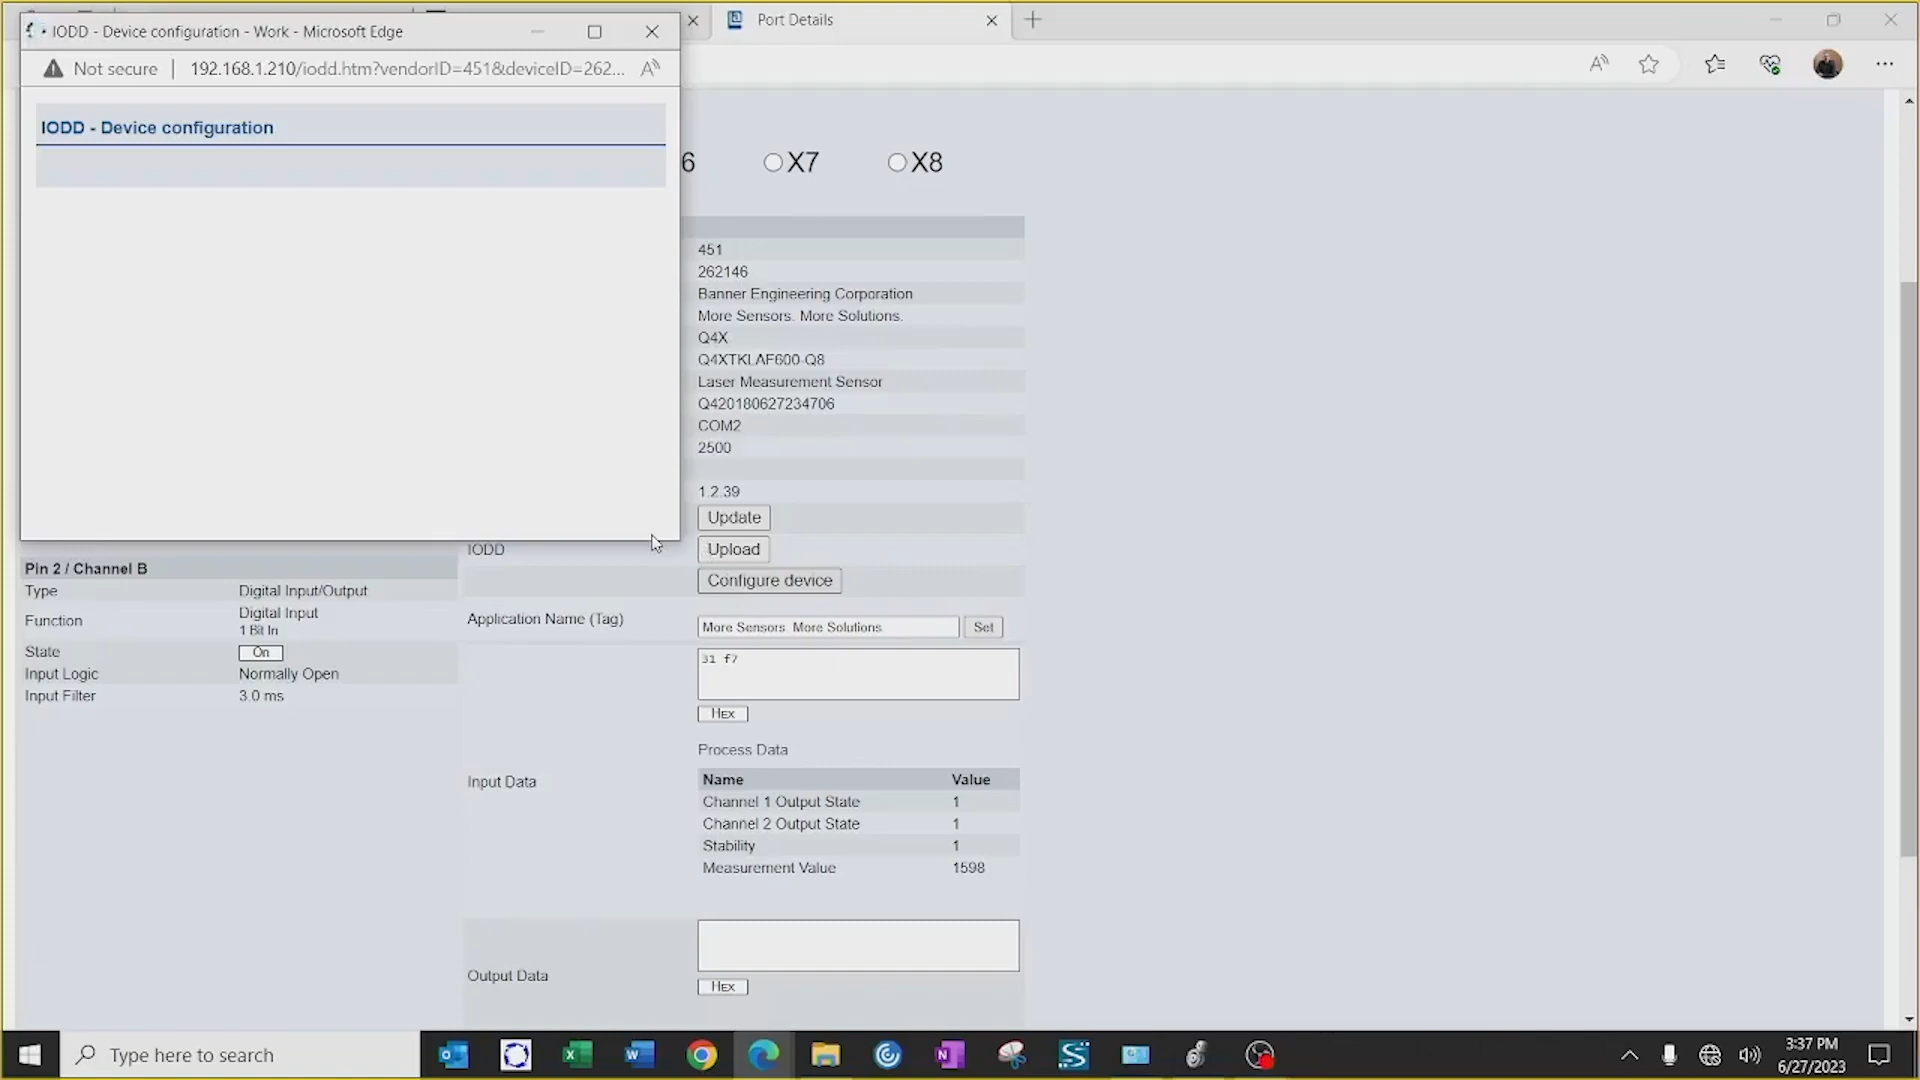 IODD - Device configuration - Work - Microsoft Edge
Not secure | 192.168.1.210/iodd.htm?vendorID=451&deviceID=262...
IODD - Device configuration
Port Details
6
X7
X8
451
262146
Banner Engineering Corporation
More Sensors. More Solutions.
Q4X
Q4XTKLAF600-Q8
Laser Measurement Sensor
Q420180627234706
COM2
2500
1.2.39
Update
IODD
Upload
Configure device
Application Name (Tag)
More Sensors  More Solutions
Set
Pin 2 / Channel B
Type Digital Input/Output
Function Digital Input
1 Bit In
State On
Input Logic Normally Open
Input Filter 3.0 ms
31 f7
Hex
Process Data
Input Data
Name Value
Channel 1 Output State 1
Channel 2 Output State 1
Stability 1
Measurement Value 1598
Output Data
Hex
Type here to search
3:37 PM
6/27/2023